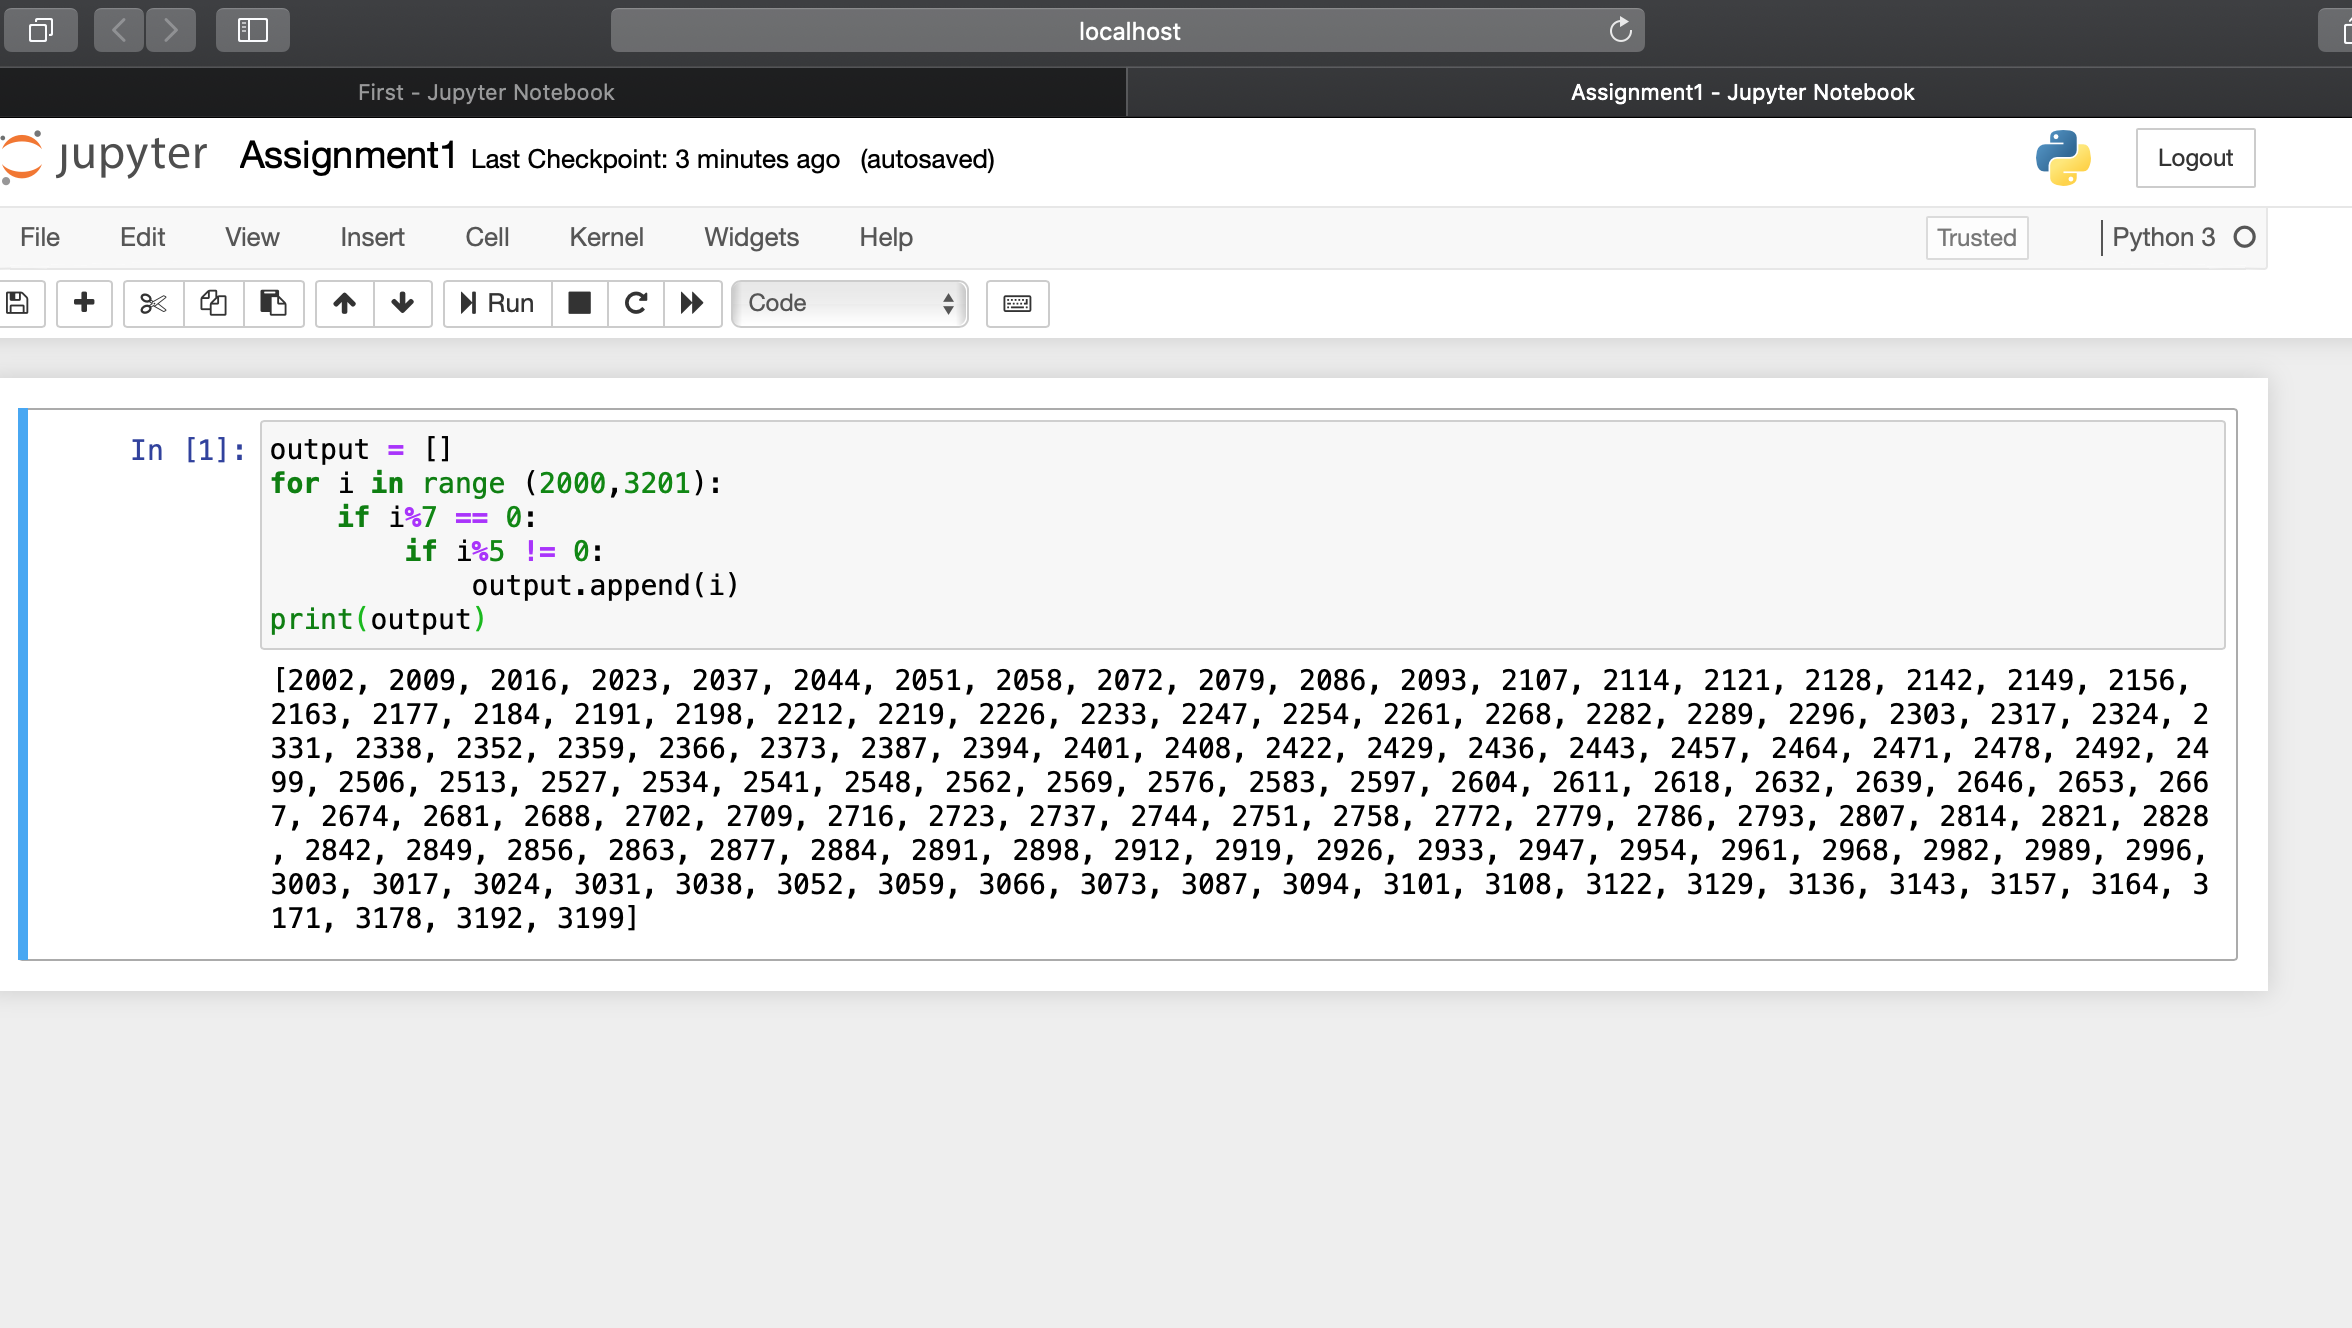 localhost
First - Jupyter Notebook
Assignment1 - Jupyter Notebook
jupyter Assignment1 Last Checkpoint: 3 minutes ago (autosaved)
Logout
File Edit View Insert Cell Kernel Widgets Help
Trusted
Python 3
Run
Code
In [1]:
output = []
for i in range (2000,3201):
    if i%7 == 0:
        if i%5 != 0:
            output.append(i)
print(output)
[2002, 2009, 2016, 2023, 2037, 2044, 2051, 2058, 2072, 2079, 2086, 2093, 2107, 2114, 2121, 2128, 2142, 2149, 2156,
2163, 2177, 2184, 2191, 2198, 2212, 2219, 2226, 2233, 2247, 2254, 2261, 2268, 2282, 2289, 2296, 2303, 2317, 2324, 2
331, 2338, 2352, 2359, 2366, 2373, 2387, 2394, 2401, 2408, 2422, 2429, 2436, 2443, 2457, 2464, 2471, 2478, 2492, 24
99, 2506, 2513, 2527, 2534, 2541, 2548, 2562, 2569, 2576, 2583, 2597, 2604, 2611, 2618, 2632, 2639, 2646, 2653, 266
7, 2674, 2681, 2688, 2702, 2709, 2716, 2723, 2737, 2744, 2751, 2758, 2772, 2779, 2786, 2793, 2807, 2814, 2821, 2828
, 2842, 2849, 2856, 2863, 2877, 2884, 2891, 2898, 2912, 2919, 2926, 2933, 2947, 2954, 2961, 2968, 2982, 2989, 2996,
3003, 3017, 3024, 3031, 3038, 3052, 3059, 3066, 3073, 3087, 3094, 3101, 3108, 3122, 3129, 3136, 3143, 3157, 3164, 3
171, 3178, 3192, 3199]